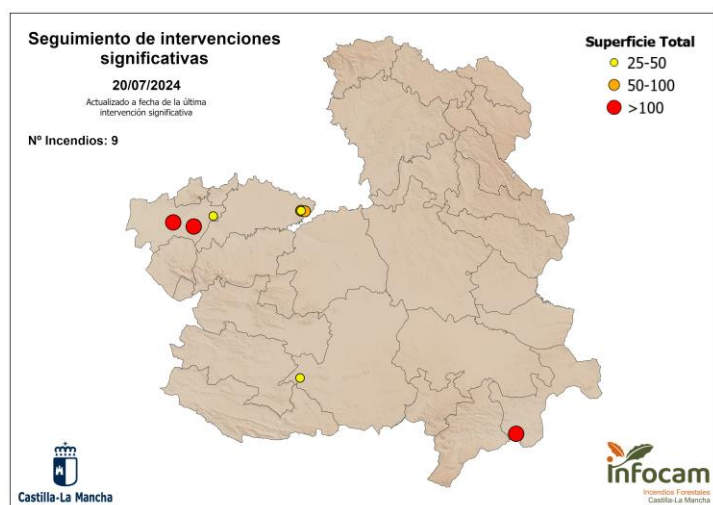 Seguimiento de intervenciones
significativas
20/07/2024
Actualizado a fecha de la última
intervención significativa
Nº Incendios: 9
Superficie Total
25-50
50-100
>100
Castilla-La Mancha
infocam
Incendios Forestales
Castilla-La Mancha